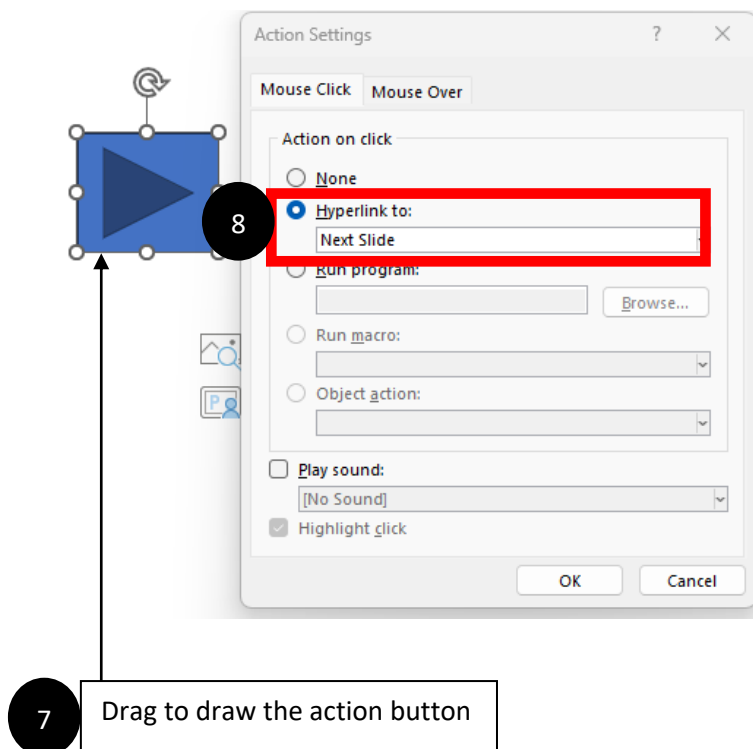 Action Settings ?
Mouse Click Mouse Over
Action on click
None
8
Hyperlink to:
Next Slide
Run program:
Browse...
Run macro:
Object action:
P
Play sound:
[No Sound]
Highlight click
OK Cancel
7 Drag to draw the action button